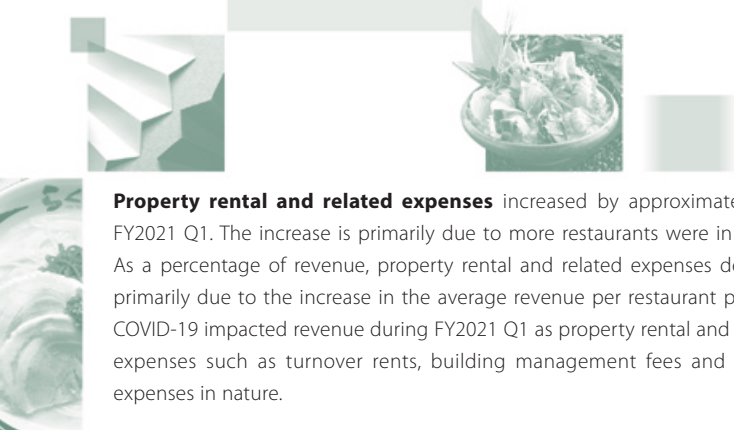 Property rental and related expenses increased by
FY2021 Q1. The increase is primarily due to more restaurants were in
As a percentage of revenue, property rental and related expenses
primarily due to the increase in the average revenue per restaurant
COVID-19 impacted revenue during FY2021 Q1 as property rental and
expenses such as turnover rents, building management fees and
expenses in nature.